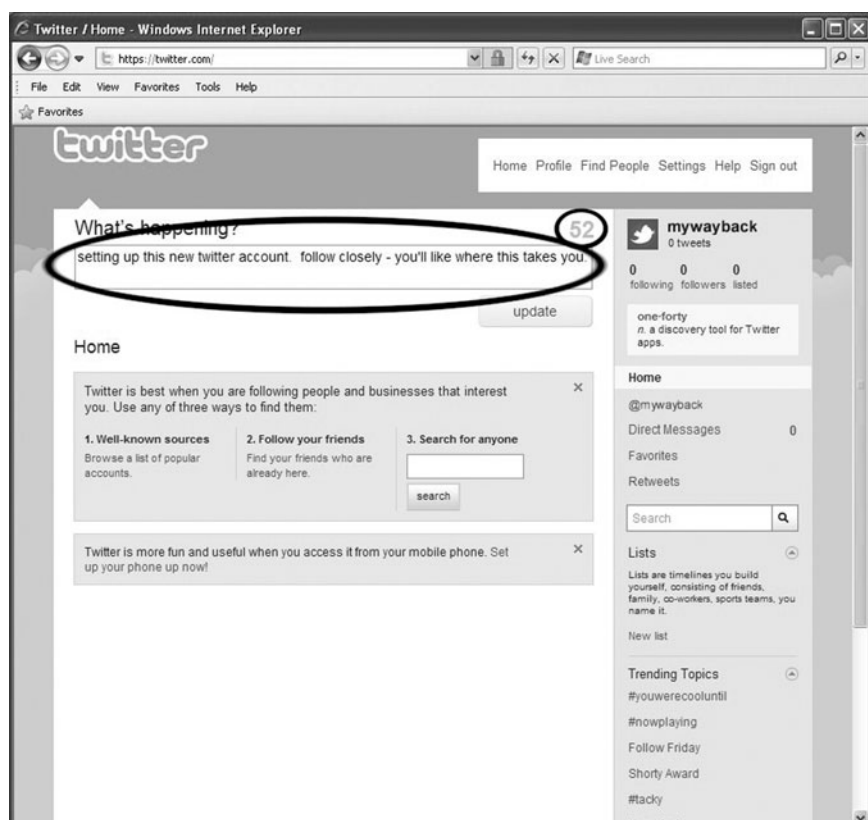 Twitter / Home - Windows Internet Explorer
https://twitter.com/
Live Search
File Edit View Favorites Tools Help
Favorites
twitter
Home Profile Find People Settings Help Sign out
What's happening?
52
setting up this new twitter account. follow closely - you'll like where this takes you.
update
Home
Twitter is best when you are following people and businesses that interest
you. Use any of three ways to find them:
1. Well-known sources
Browse a list of popular
accounts.
2. Follow your friends
Find your friends who are
already here.
3. Search for anyone
search
Twitter is more fun and useful when you access it from your mobile phone. Set
up your phone up now!
mywayback
0 tweets
0 0 0
following followers listed
one-forty
n. a discovery tool for Twitter
apps.
Home
@mywayback
Direct Messages 0
Favorites
Retweets
Search
Lists
Lists are timelines you build
yourself, consisting of friends,
family, co-workers, sports teams, you
name it.
New list
Trending Topics
#youwerecooluntil
#nowplaying
Follow Friday
Shorty Award
#tacky